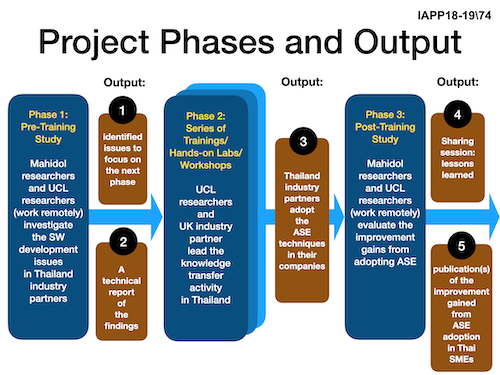 IAPP18-19\74
Project Phases and Output
Output:
Output:
Output:
Phase 1:
Pre-Training
Study
Mahidol
researchers
and UCL
researchers
(work remotely)
investigate
the SW
development
issues
in Thailand
industry
partners
1
identified
issues to
focus on
the next
phase
2
A
technical
report
of
the
findings
Phase 2:
Series of
Trainings/
Hands-on Labs/
Workshops
UCL
researchers
and
UK industry
partner
lead the
knowledge
transfer
activity
in Thailand
3
Thailand
industry
partners
adopt
the
ASE
techniques
in their
companies
Phase 3:
Post-Training
Study
Mahidol
researchers
and UCL
researchers
(work remotely)
evaluate the
improvement
gains from
adopting ASE
4
Sharing
session:
lessons
learned
5
publication(s)
of the
improvement
gained
from
ASE
adoption
in Thai
SMEs